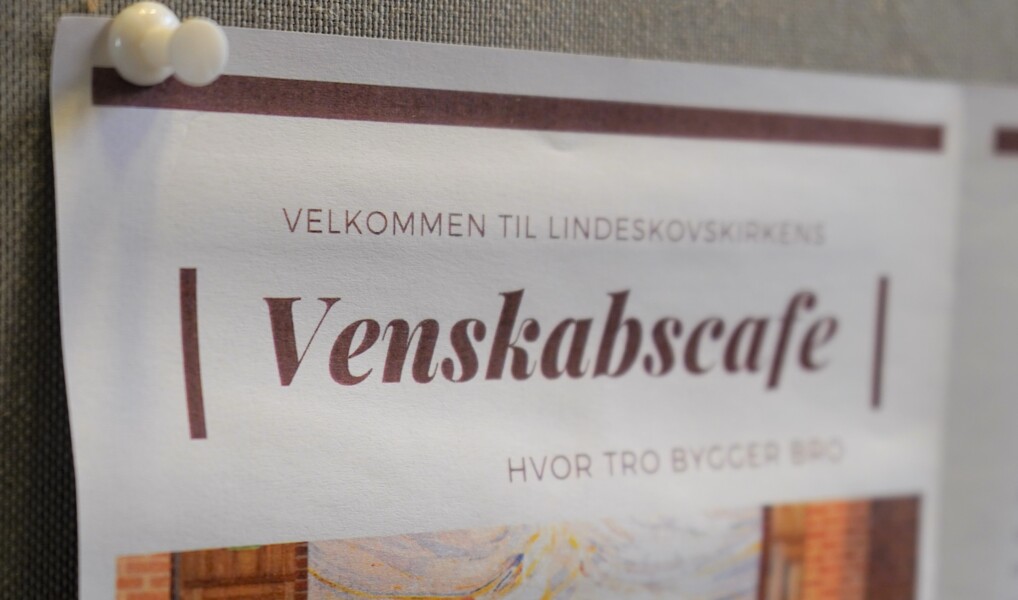 VELKOMMEN TIL LINDESKOVSKIRKENS
Venskabscafe
HVOR TRO BYGGER BRO